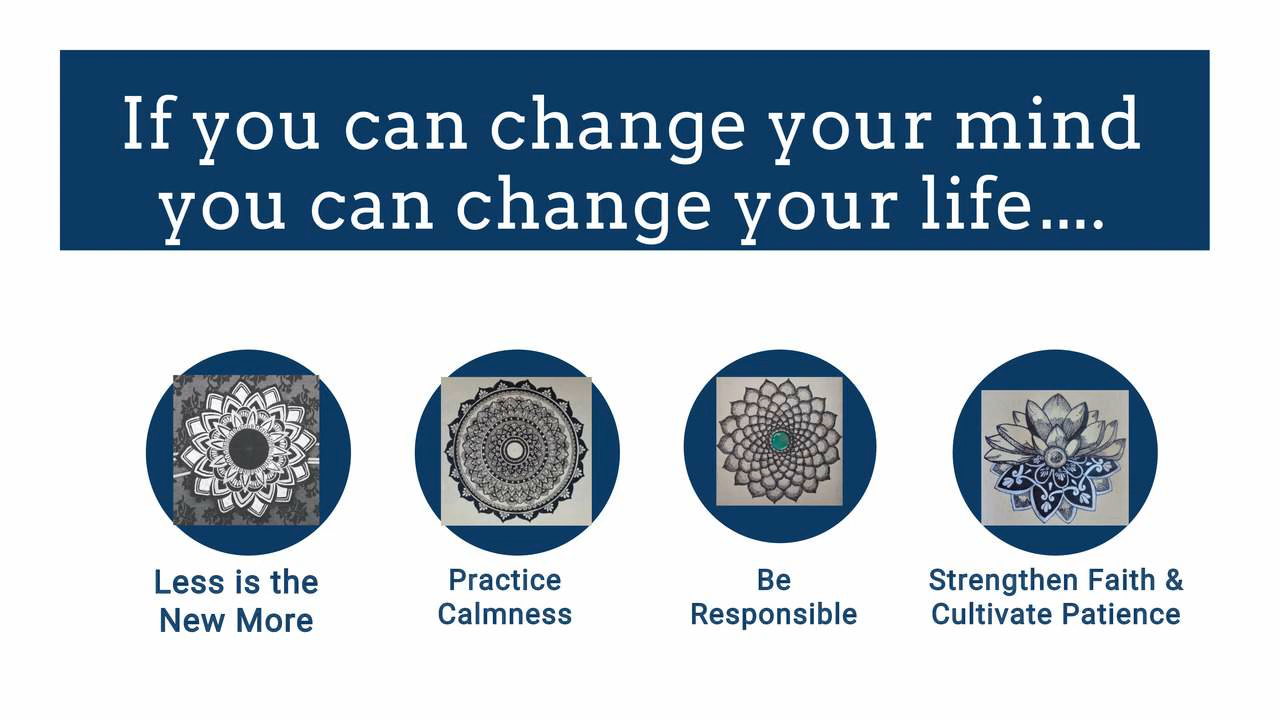 If you can change your mind
you can change your life....
Less is the
New More
Practice
Calmness
Be
Responsible
Strengthen Faith &
Cultivate Patience